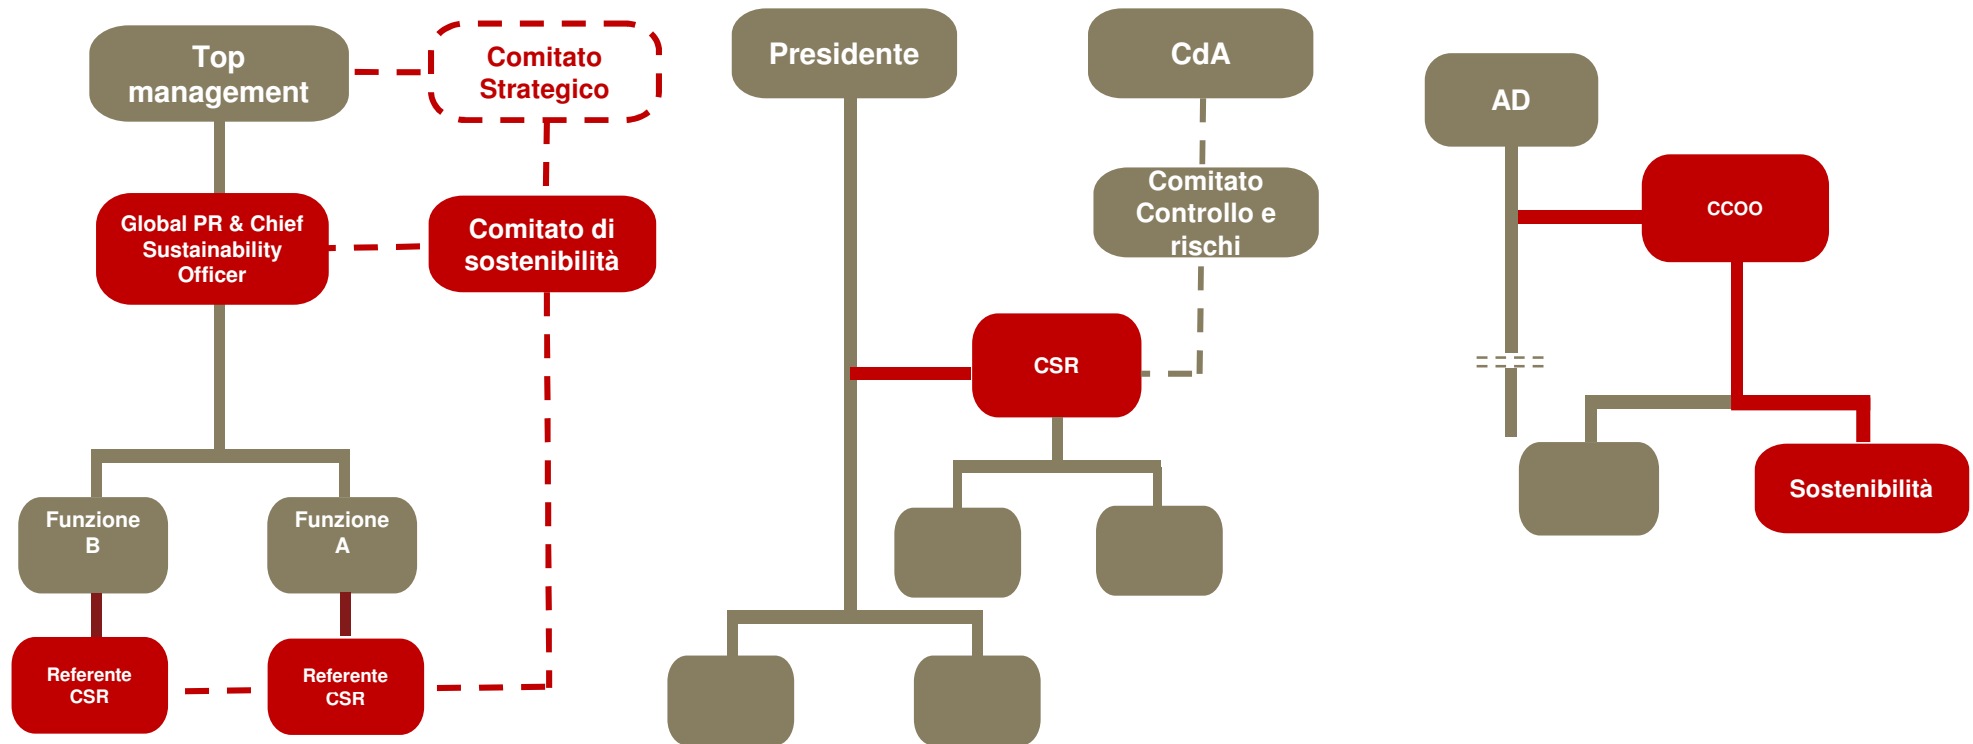 Top
management
Comitato
Strategico
Global PR & Chief
Sustainability
Officer
Comitato di
sostenibilità
Funzione
B
Funzione
A
Referente
CSR
Referente
CSR
Presidente
CdA
Comitato
Controllo e
rischi
CSR
AD
CCOO
Sostenibilità